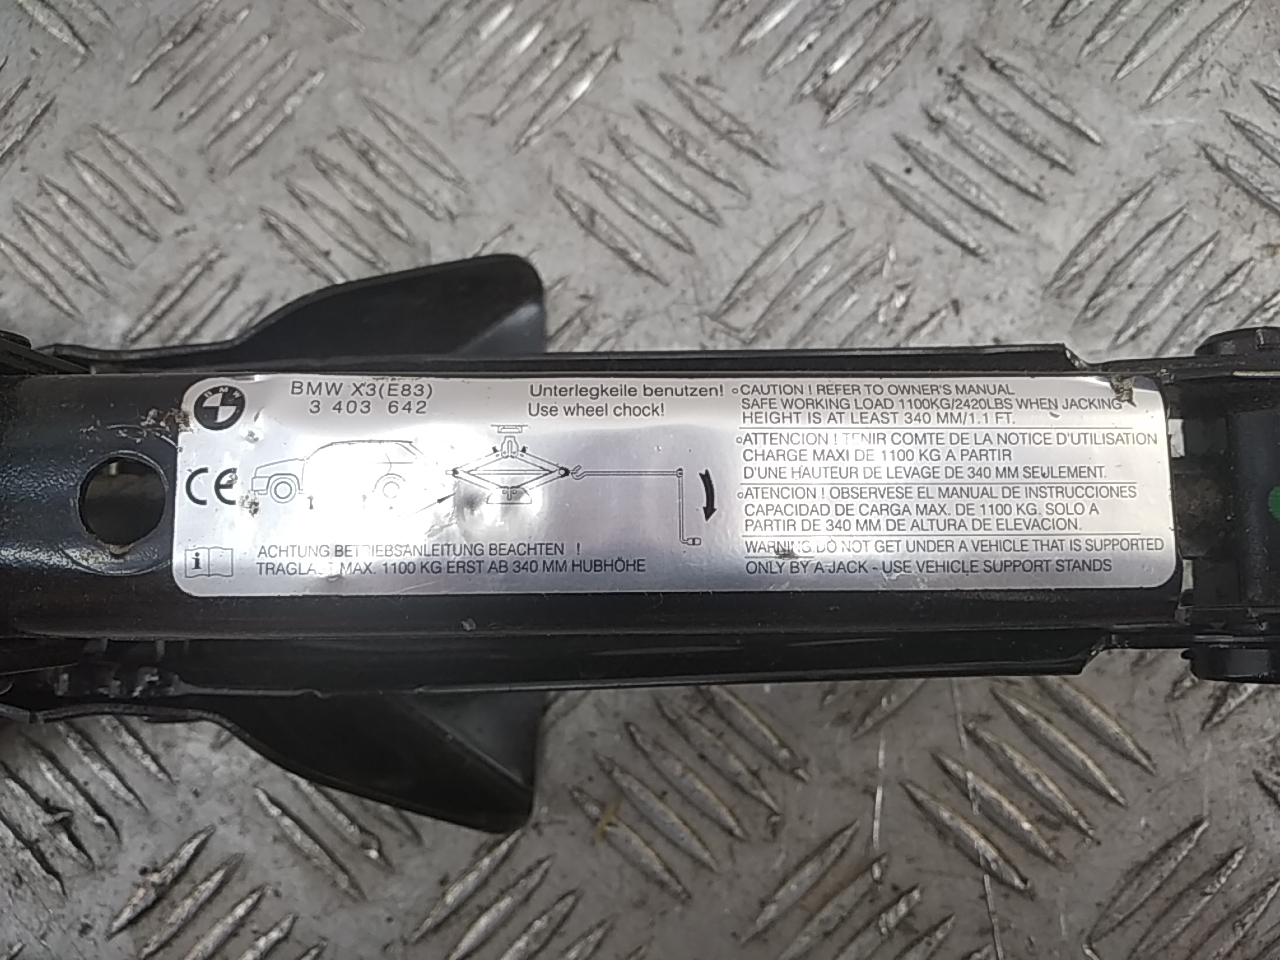 BMW
BMW X3(E83)
3 403 642
CE
Unterlegkeile benutzen!
Use wheel chock!
i
ACHTUNG BETRIEBSANLEITUNG BEACHTEN !
MAX. 1100 KG ERST AB 340 MM HUBHÖHE
CAUTION ! REFER TO OWNER'S MANUAL
SAFE WORKING LOAD 1100KG/2420LBS WHEN JACKING
HEIGHT IS AT LEAST 340 MM/1.1 FT.
ATTENCION ! TENIR COMTE DE LA NOTICE D'UTILISATION
CHARGE MAXI DE 1100 KG A PARTIR
D'UNE HAUTEUR DE LEVAGE DE 340 MM SEULEMENT.
ATENCION ! OBSERVESE EL MANUAL DE INSTRUCCIONES
CAPACIDAD DE CARGA MAX. DE 1100 KG. SOLO A
PARTIR DE 340 MM DE ALTURA DE ELEVACION.
WARNING DO NOT GET UNDER A VEHICLE THAT IS SUPPORTED
ONLY BY A JACK - USE VEHICLE SUPPORT STANDS